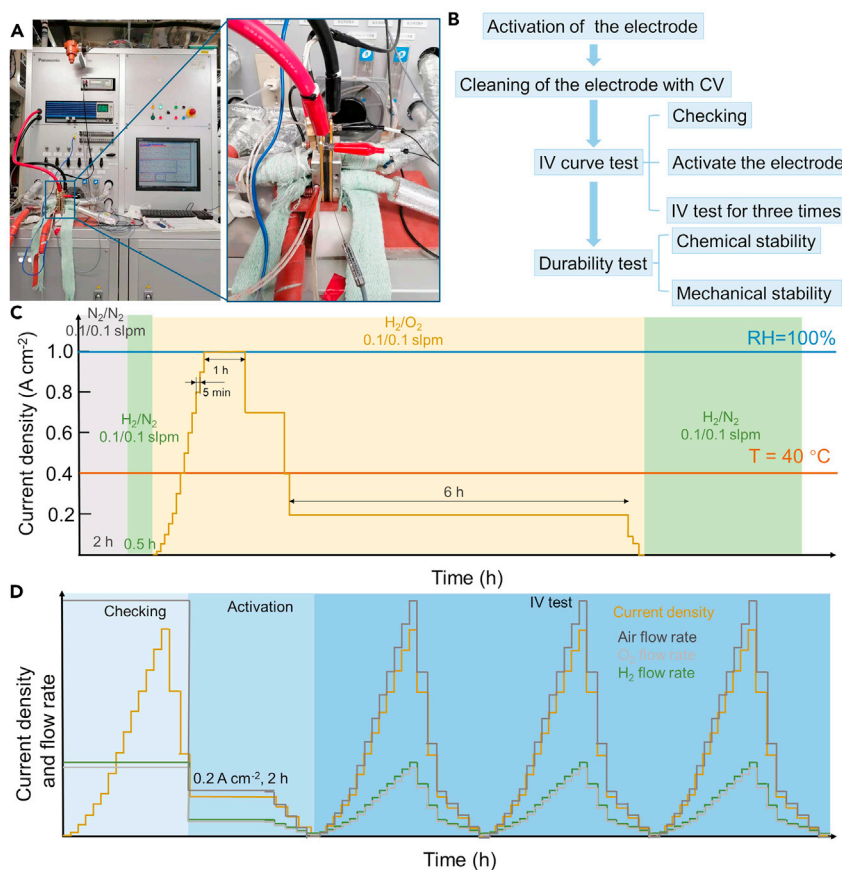 A
Panasonic
B
Activation of the electrode
Cleaning of the electrode with CV
Checking
IV curve test
Activate the electrode
IV test for three times
Chemical stability
Durability test
Mechanical stability
C
N₂/N₂
0.1/0.1 slpm
H₂/O₂
0.1/0.1 slpm
RH=100%
H₂/N₂
0.1/0.1 slpm
1 h
5 min
H₂/N₂
0.1/0.1 slpm
T = 40 °C
6 h
2 h
0.5 h
1.0
0.8
0.6
0.4
0.2
Current density (A cm⁻²)
Time (h)
D
Checking
Activation
IV test
Current density
Air flow rate
O₂ flow rate
H₂ flow rate
0.2 A cm⁻², 2 h
Current density
and flow rate
Time (h)